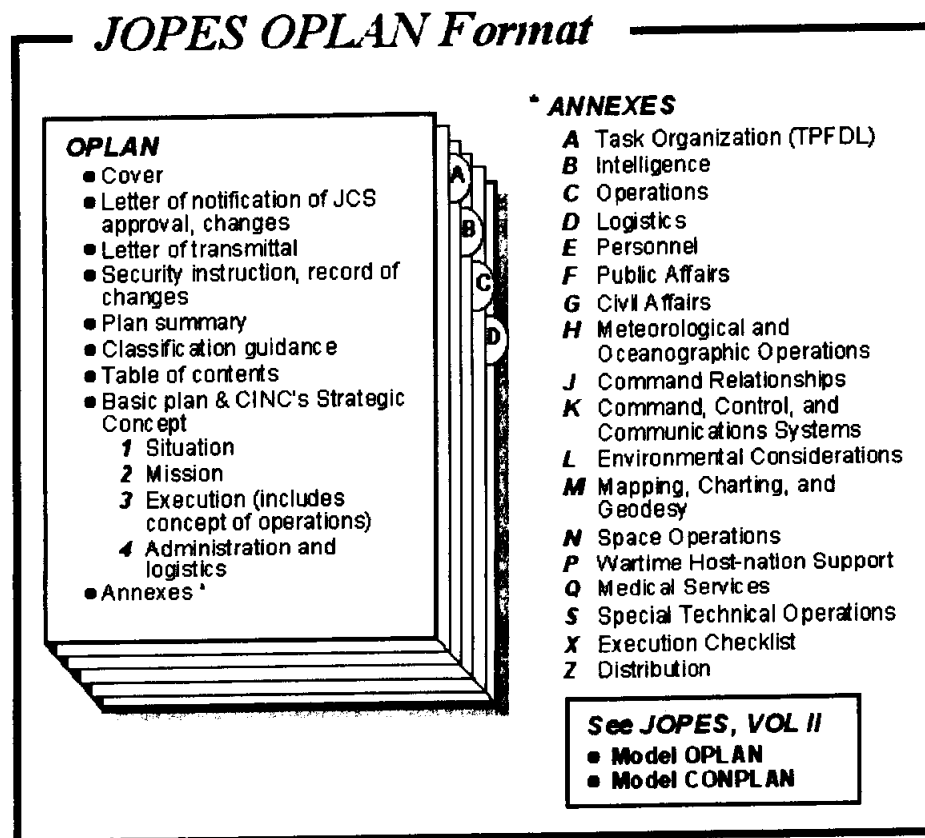 JOPES OPLAN Format
OPLAN
• Cover
• Letter of notification of JCS
approval, changes
• Letter of transmittal
• Security instruction, record of
changes
• Plan summary
• Classification guidance
• Table of contents
• Basic plan & CINC's Strategic
Concept
1 Situation
2 Mission
3 Execution (includes
concept of operations)
4 Administration and
logistics
• Annexes *
A
B
C
D
* ANNEXES
A Task Organization (TPFDL)
B Intelligence
C Operations
D Logistics
E Personnel
F Public Affairs
G Civil Affairs
H Meteorological and
Oceanographic Operations
J Command Relationships
K Command, Control, and
Communications Systems
L Environmental Considerations
M Mapping, Charting, and
Geodesy
N Space Operations
P Wartime Host-nation Support
Q Medical Services
S Special Technical Operations
X Execution Checklist
Z Distribution
See JOPES, VOL II
• Model OPLAN
• Model CONPLAN